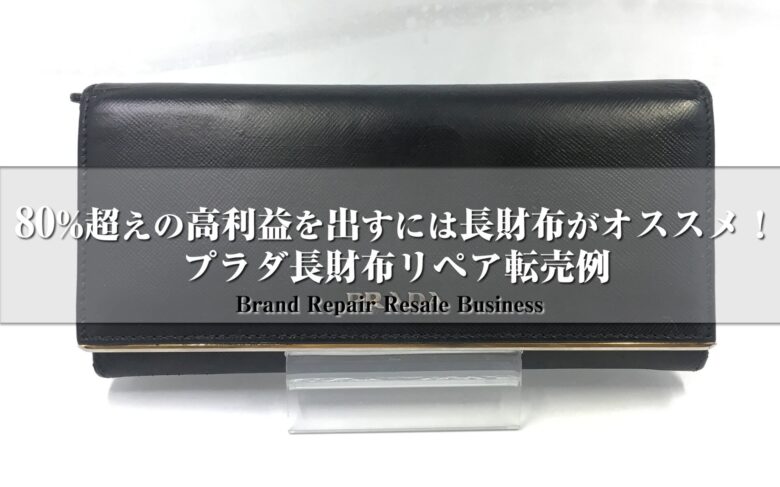 80%超えの高利益を出すには長財布がオススメ！
プラダ長財布リペア転売例
PRADA
Brand Repair Resale Business